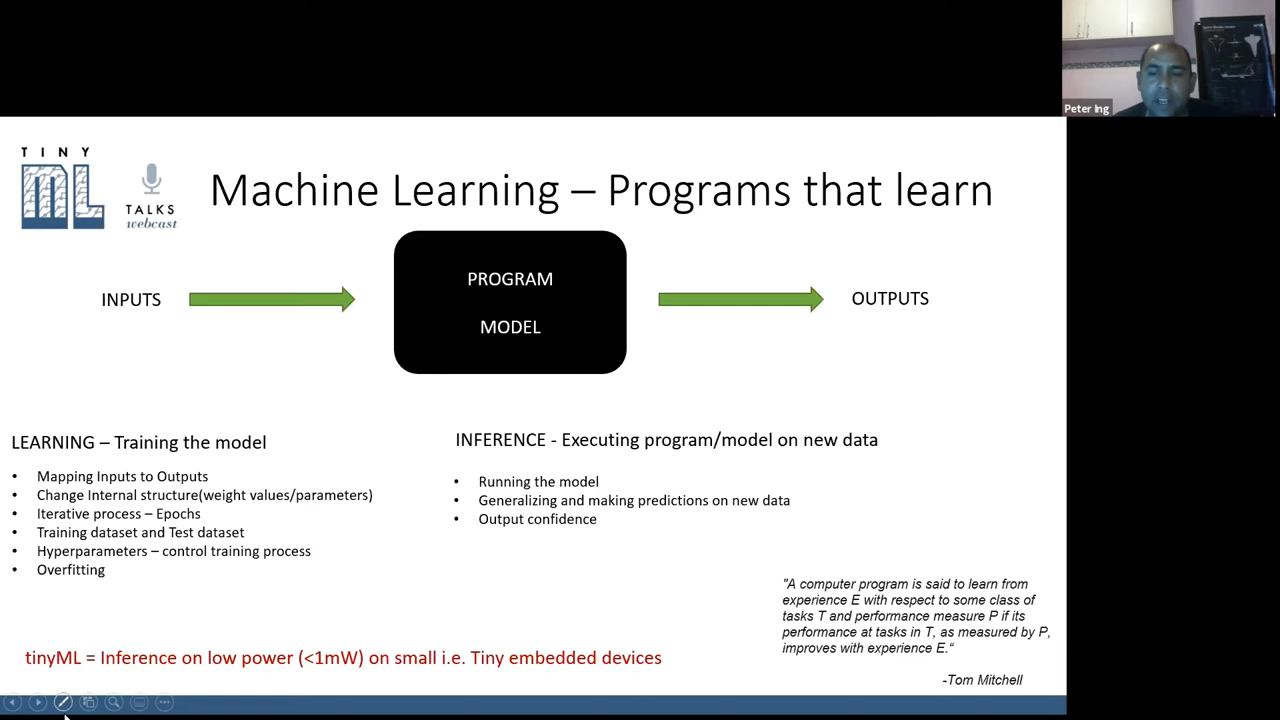 Peter Ing
TINY
ML
TALKS
webcast
Machine Learning – Programs that learn
INPUTS
PROGRAM
MODEL
OUTPUTS
LEARNING – Training the model
• Mapping Inputs to Outputs
• Change Internal structure(weight values/parameters)
• Iterative process – Epochs
• Training dataset and Test dataset
• Hyperparameters – control training process
• Overfitting
INFERENCE - Executing program/model on new data
• Running the model
• Generalizing and making predictions on new data
• Output confidence
"A computer program is said to learn from
experience E with respect to some class of
tasks T and performance measure P if its
performance at tasks in T, as measured by P,
improves with experience E.“
-Tom Mitchell
tinyML = Inference on low power (<1mW) on small i.e. Tiny embedded devices